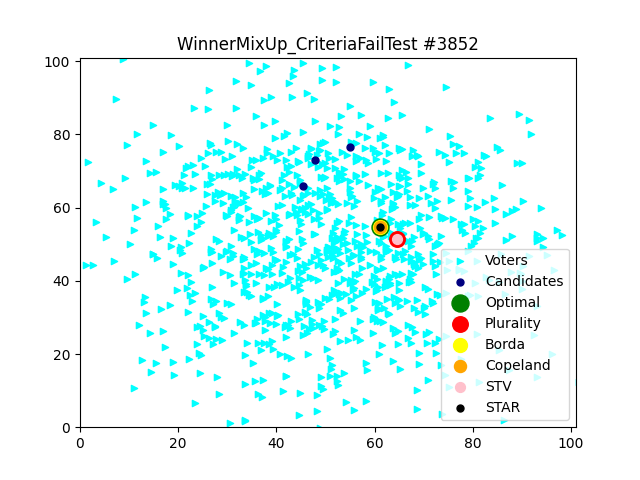 WinnerMixUp_CriteriaFailTest #3852
100
80
60
40
20
0
0
20
40
60
80
100
Voters
Candidates
Optimal
Plurality
Borda
Copeland
STV
STAR